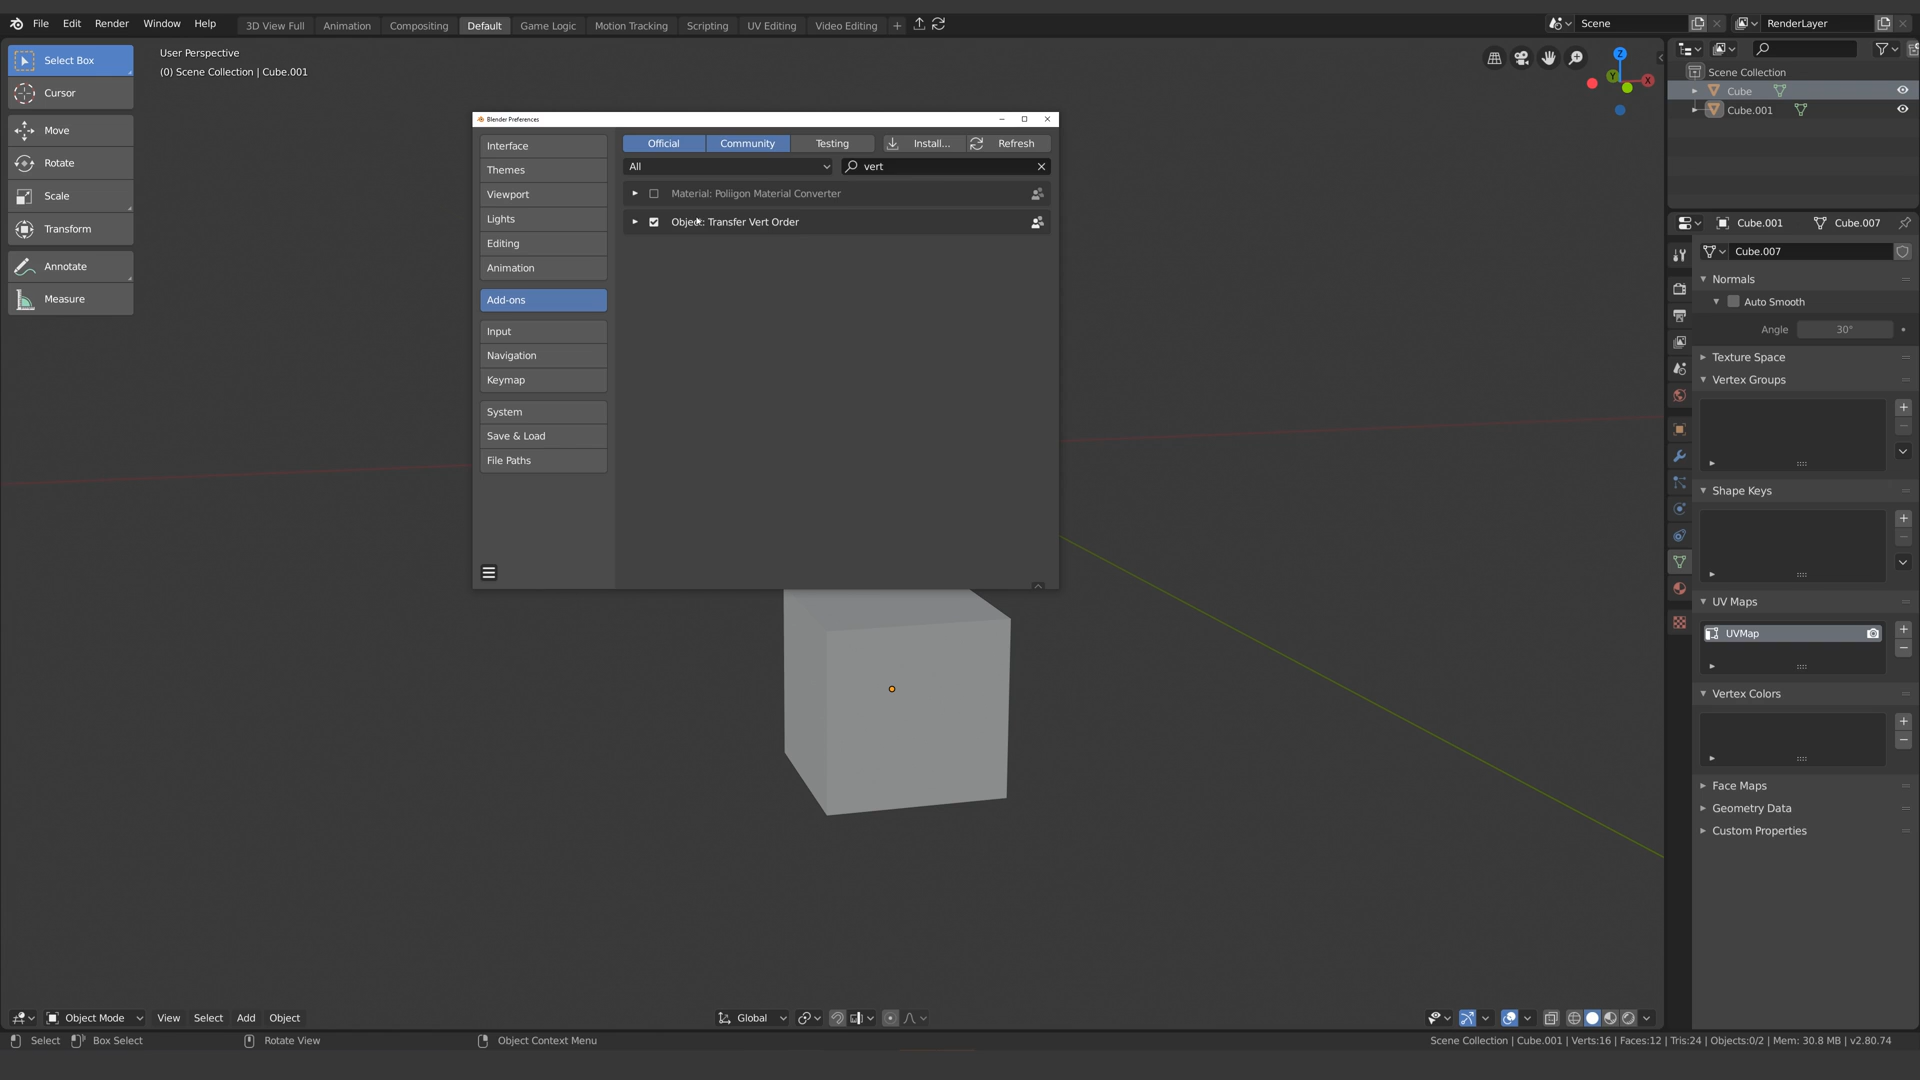 File Edit Render Window Help 3D View Full Animation Compositing Default Game Logic Motion Tracking Scripting UV Editing Video Editing Scene RenderLayer
Select Box
Cursor
Move
Rotate
Scale
Transform
Annotate
Measure
User Perspective
(0) Scene Collection | Cube.001
Z
Y
X
Blender Preferences
Interface
Themes
Viewport
Lights
Editing
Animation
Add-ons
Input
Navigation
Keymap
System
Save & Load
File Paths
Official Community Testing Install... Refresh
All vert
Material: Poliigon Material Converter
Object: Transfer Vert Order
Scene Collection
Cube
Cube.001
Cube.001 Cube.007
Cube.007
Normals
Auto Smooth
Angle 30°
Texture Space
Vertex Groups
Shape Keys
UV Maps
UVMap
Vertex Colors
Face Maps
Geometry Data
Custom Properties
Object Mode View Select Add Object Global
Select Box Select Rotate View Object Context Menu Scene Collection | Cube.001 | Verts:16 | Faces:12 | Tris:24 | Objects:0/2 | Mem: 30.8 MB | v2.80.74